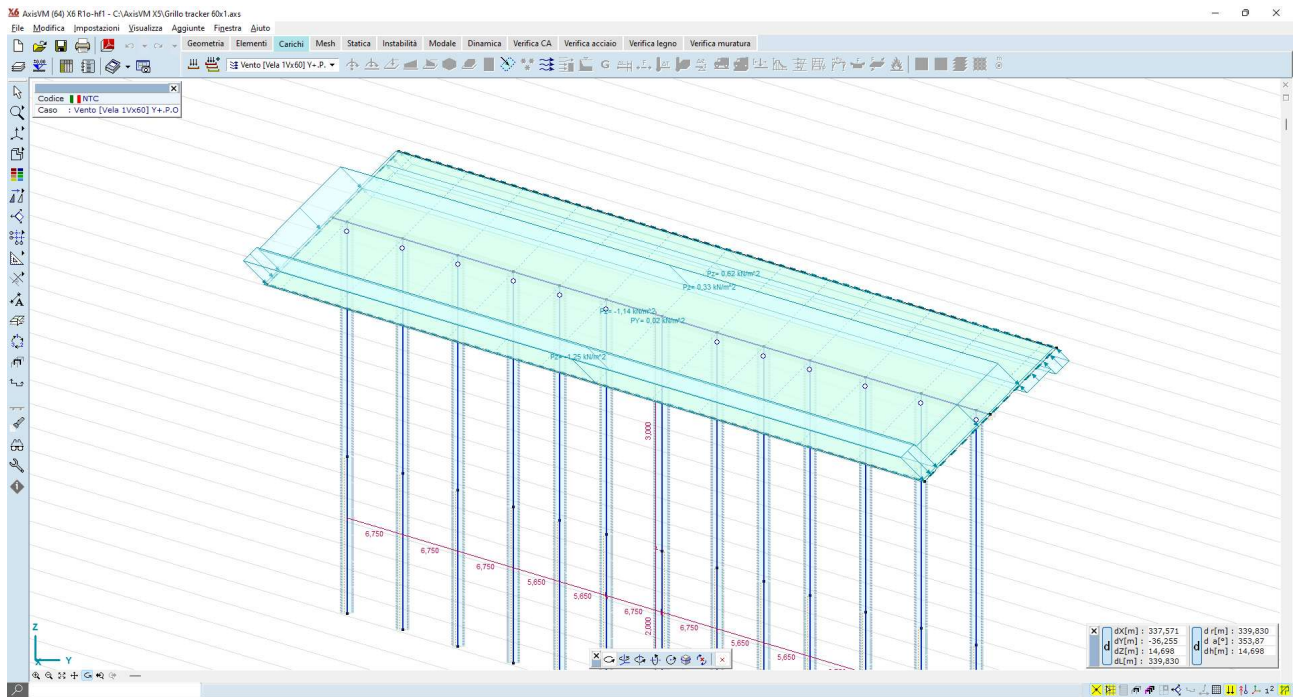 X6 AxisVM (64) X6 R1o-hf1 - C:\AxisVM X5\Grillo tracker 60x1.axs
File Modifica Impostazioni Visualizza Aggiunte Finestra Aiuto
Geometria Elementi Carichi Mesh Statica Instabilità Modale Dinamica Verifica CA Verifica acciaio Verifica legno Verifica muratura
Vento [Vela 1Vx60] Y+.P.
Codice NTC
Caso : Vento [Vela 1Vx60] Y+.P.O
Pz= 0,62 kN/m^2
Pz= 0,33 kN/m^2
Pz= -1,14 kN/m^2
PY= 0,02 kN/m^2
Pz= -1,25 kN/m^2
3,000
6,750
6,750
6,750
5,650
5,650
6,750
2,000
6,750
5,650
5,650
Z
X
Y
d
dX[m] : 337,571
dY[m] : -36,255
dZ[m] : 14,698
dL[m] : 339,830
d
d r[m] : 339,830
d a[°] : 353,87
dh[m] : 14,698